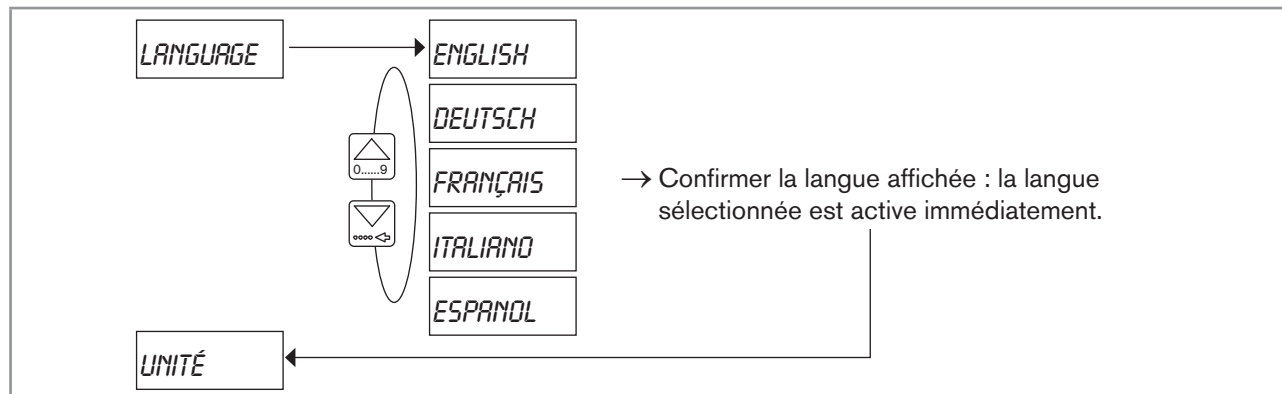 LANGUAGE
ENGLISH
DEUTSCH
0......9
FRANÇAIS
→ Confirmer la langue affichée : la langue
sélectionnée est active immédiatement.
ITALIANO
ESPANOL
UNITÉ